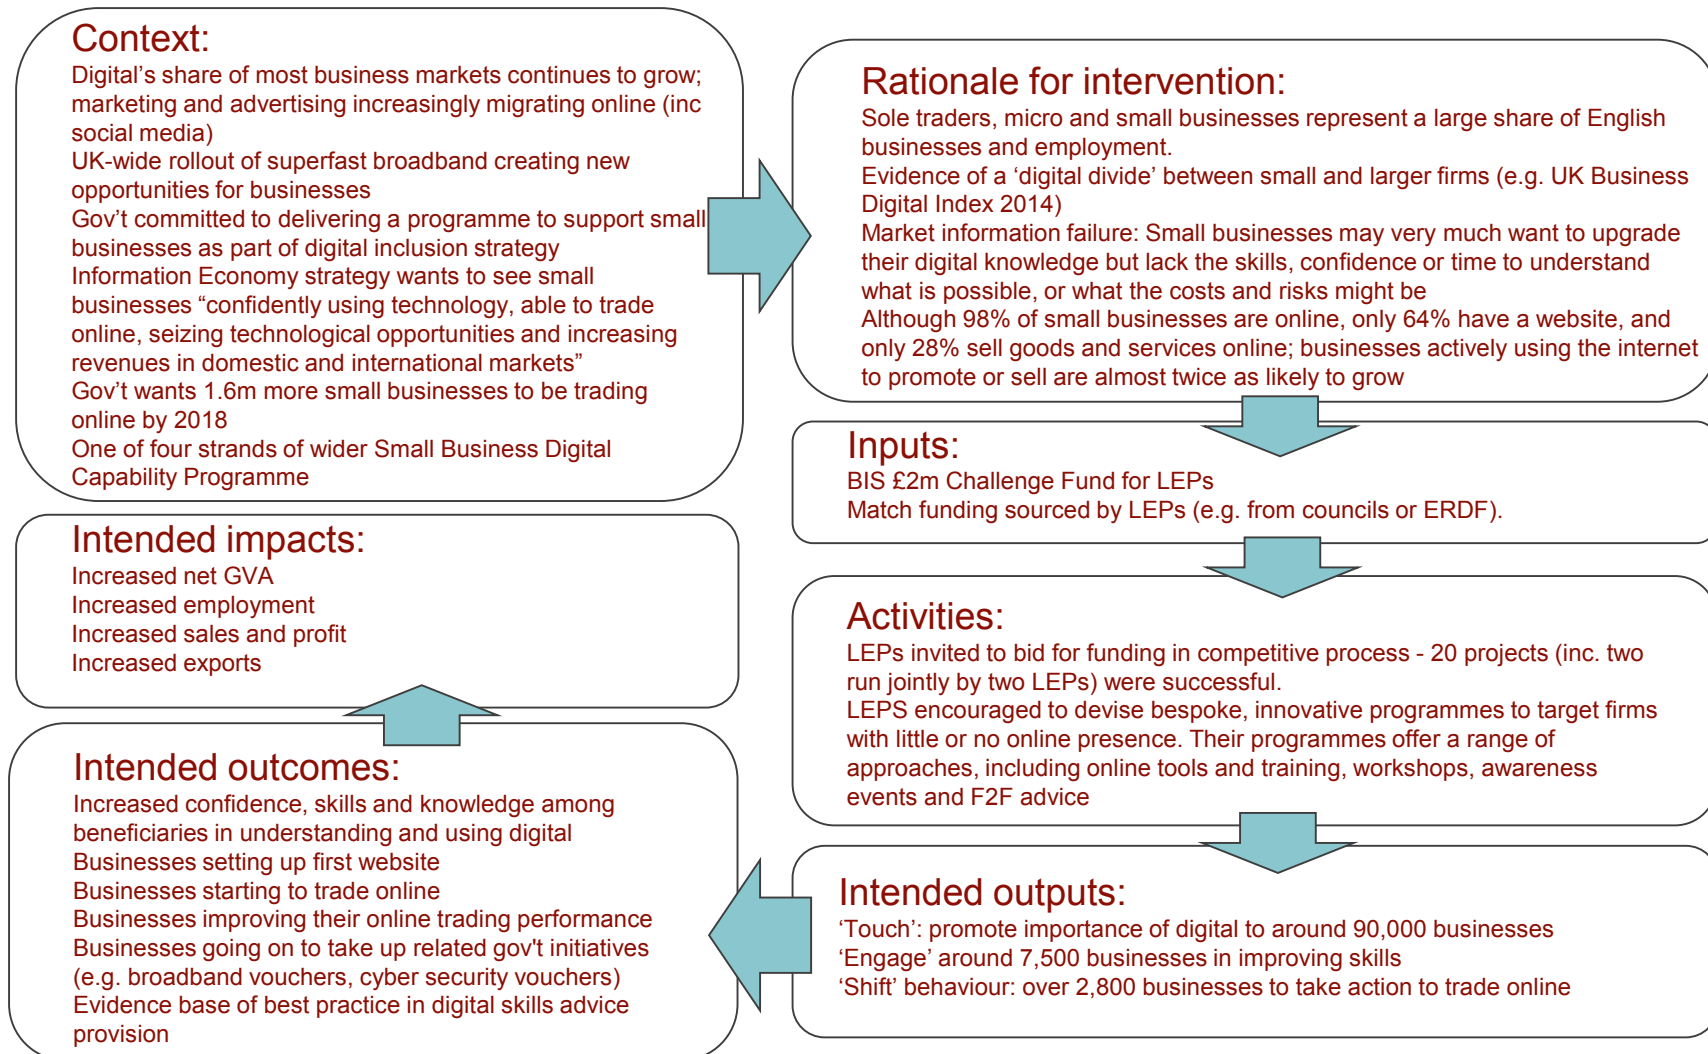 Context:
Digital's share of most business markets continues to grow;
marketing and advertising increasingly migrating online (inc
social media)
UK-wide rollout of superfast broadband creating new
opportunities for businesses
Gov't committed to delivering a programme to support small
businesses as part of digital inclusion strategy
Information Economy strategy wants to see small
businesses “confidently using technology, able to trade
online, seizing technological opportunities and increasing
revenues in domestic and international markets”
Gov't wants 1.6m more small businesses to be trading
online by 2018
One of four strands of wider Small Business Digital
Capability Programme
Rationale for intervention:
Sole traders, micro and small businesses represent a large share of English
businesses and employment.
Evidence of a ‘digital divide’ between small and larger firms (e.g. UK Business
Digital Index 2014)
Market information failure: Small businesses may very much want to upgrade
their digital knowledge but lack the skills, confidence or time to understand
what is possible, or what the costs and risks might be
Although 98% of small businesses are online, only 64% have a website, and
only 28% sell goods and services online; businesses actively using the internet
to promote or sell are almost twice as likely to grow
Inputs:
BIS £2m Challenge Fund for LEPs
Match funding sourced by LEPs (e.g. from councils or ERDF).
Activities:
LEPs invited to bid for funding in competitive process - 20 projects (inc. two
run jointly by two LEPs) were successful.
LEPS encouraged to devise bespoke, innovative programmes to target firms
with little or no online presence. Their programmes offer a range of
approaches, including online tools and training, workshops, awareness
events and F2F advice
Intended outputs:
‘Touch’: promote importance of digital to around 90,000 businesses
‘Engage’ around 7,500 businesses in improving skills
‘Shift’ behaviour: over 2,800 businesses to take action to trade online
Intended outcomes:
Increased confidence, skills and knowledge among
beneficiaries in understanding and using digital
Businesses setting up first website
Businesses starting to trade online
Businesses improving their online trading performance
Businesses going on to take up related gov't initiatives
(e.g. broadband vouchers, cyber security vouchers)
Evidence base of best practice in digital skills advice
provision
Intended impacts:
Increased net GVA
Increased employment
Increased sales and profit
Increased exports